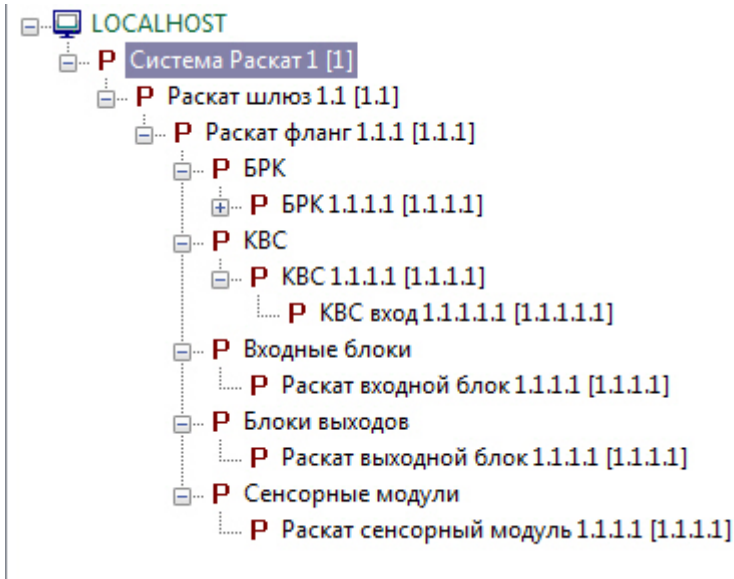 LOCALHOST
Р Система Раскат 1 [1]
Р Раскат шлюз 1.1 [1.1]
Р Раскат фланг 1.1.1 [1.1.1]
Р БРК
Р БРК 1.1.1.1 [1.1.1.1]
Р КВС
Р КВС 1.1.1.1 [1.1.1.1]
Р КВС вход 1.1.1.1.1 [1.1.1.1.1]
Р Входные блоки
Р Раскат входной блок 1.1.1.1 [1.1.1.1]
Р Блоки выходов
Р Раскат выходной блок 1.1.1.1 [1.1.1.1]
Р Сенсорные модули
Р Раскат сенсорный модуль 1.1.1.1 [1.1.1.1]